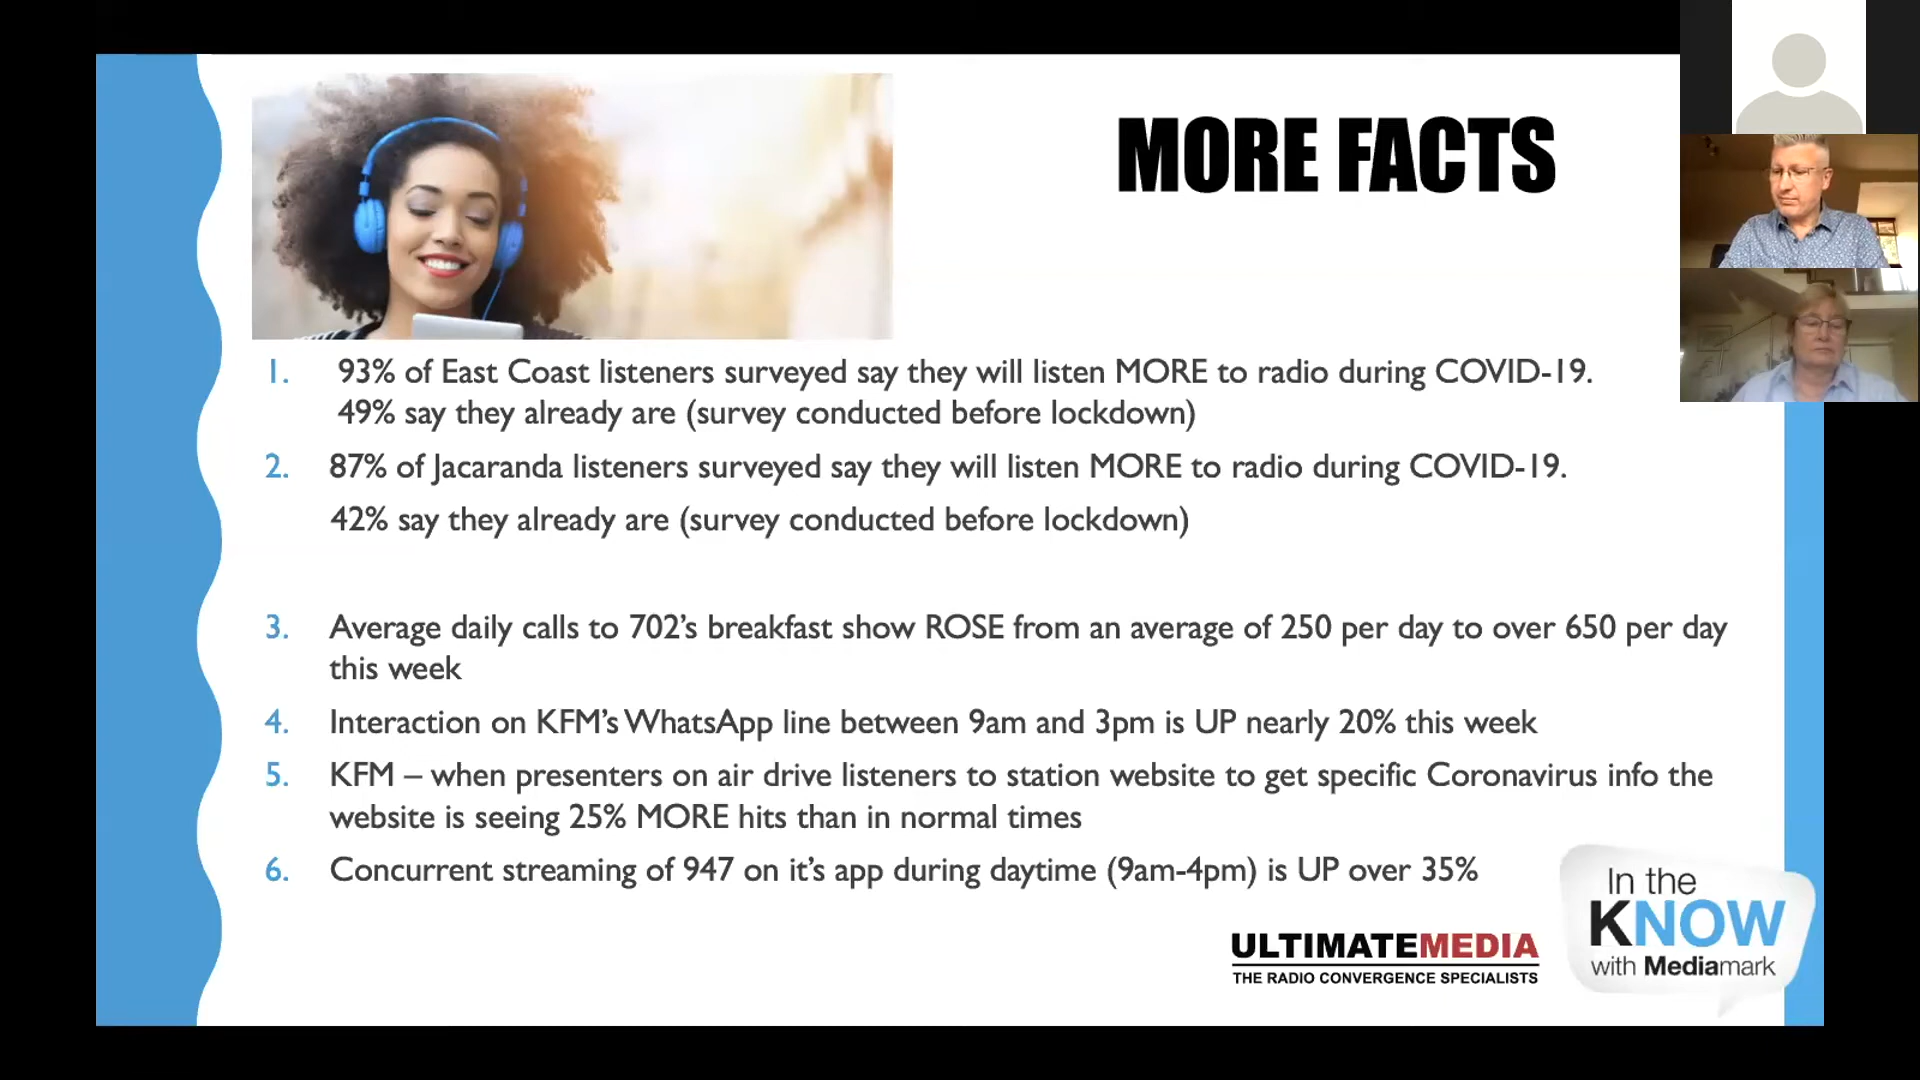 MORE FACTS
1. 93% of East Coast listeners surveyed say they will listen MORE to radio during COVID-19.
49% say they already are (survey conducted before lockdown)
2. 87% of Jacaranda listeners surveyed say they will listen MORE to radio during COVID-19.
42% say they already are (survey conducted before lockdown)
3. Average daily calls to 702’s breakfast show ROSE from an average of 250 per day to over 650 per day
this week
4. Interaction on KFM’s WhatsApp line between 9am and 3pm is UP nearly 20% this week
5. KFM – when presenters on air drive listeners to station website to get specific Coronavirus info the
website is seeing 25% MORE hits than in normal times
6. Concurrent streaming of 947 on it’s app during daytime (9am-4pm) is UP over 35%
ULTIMATEMEDIA
THE RADIO CONVERGENCE SPECIALISTS
In the
KNOW
with Mediamark